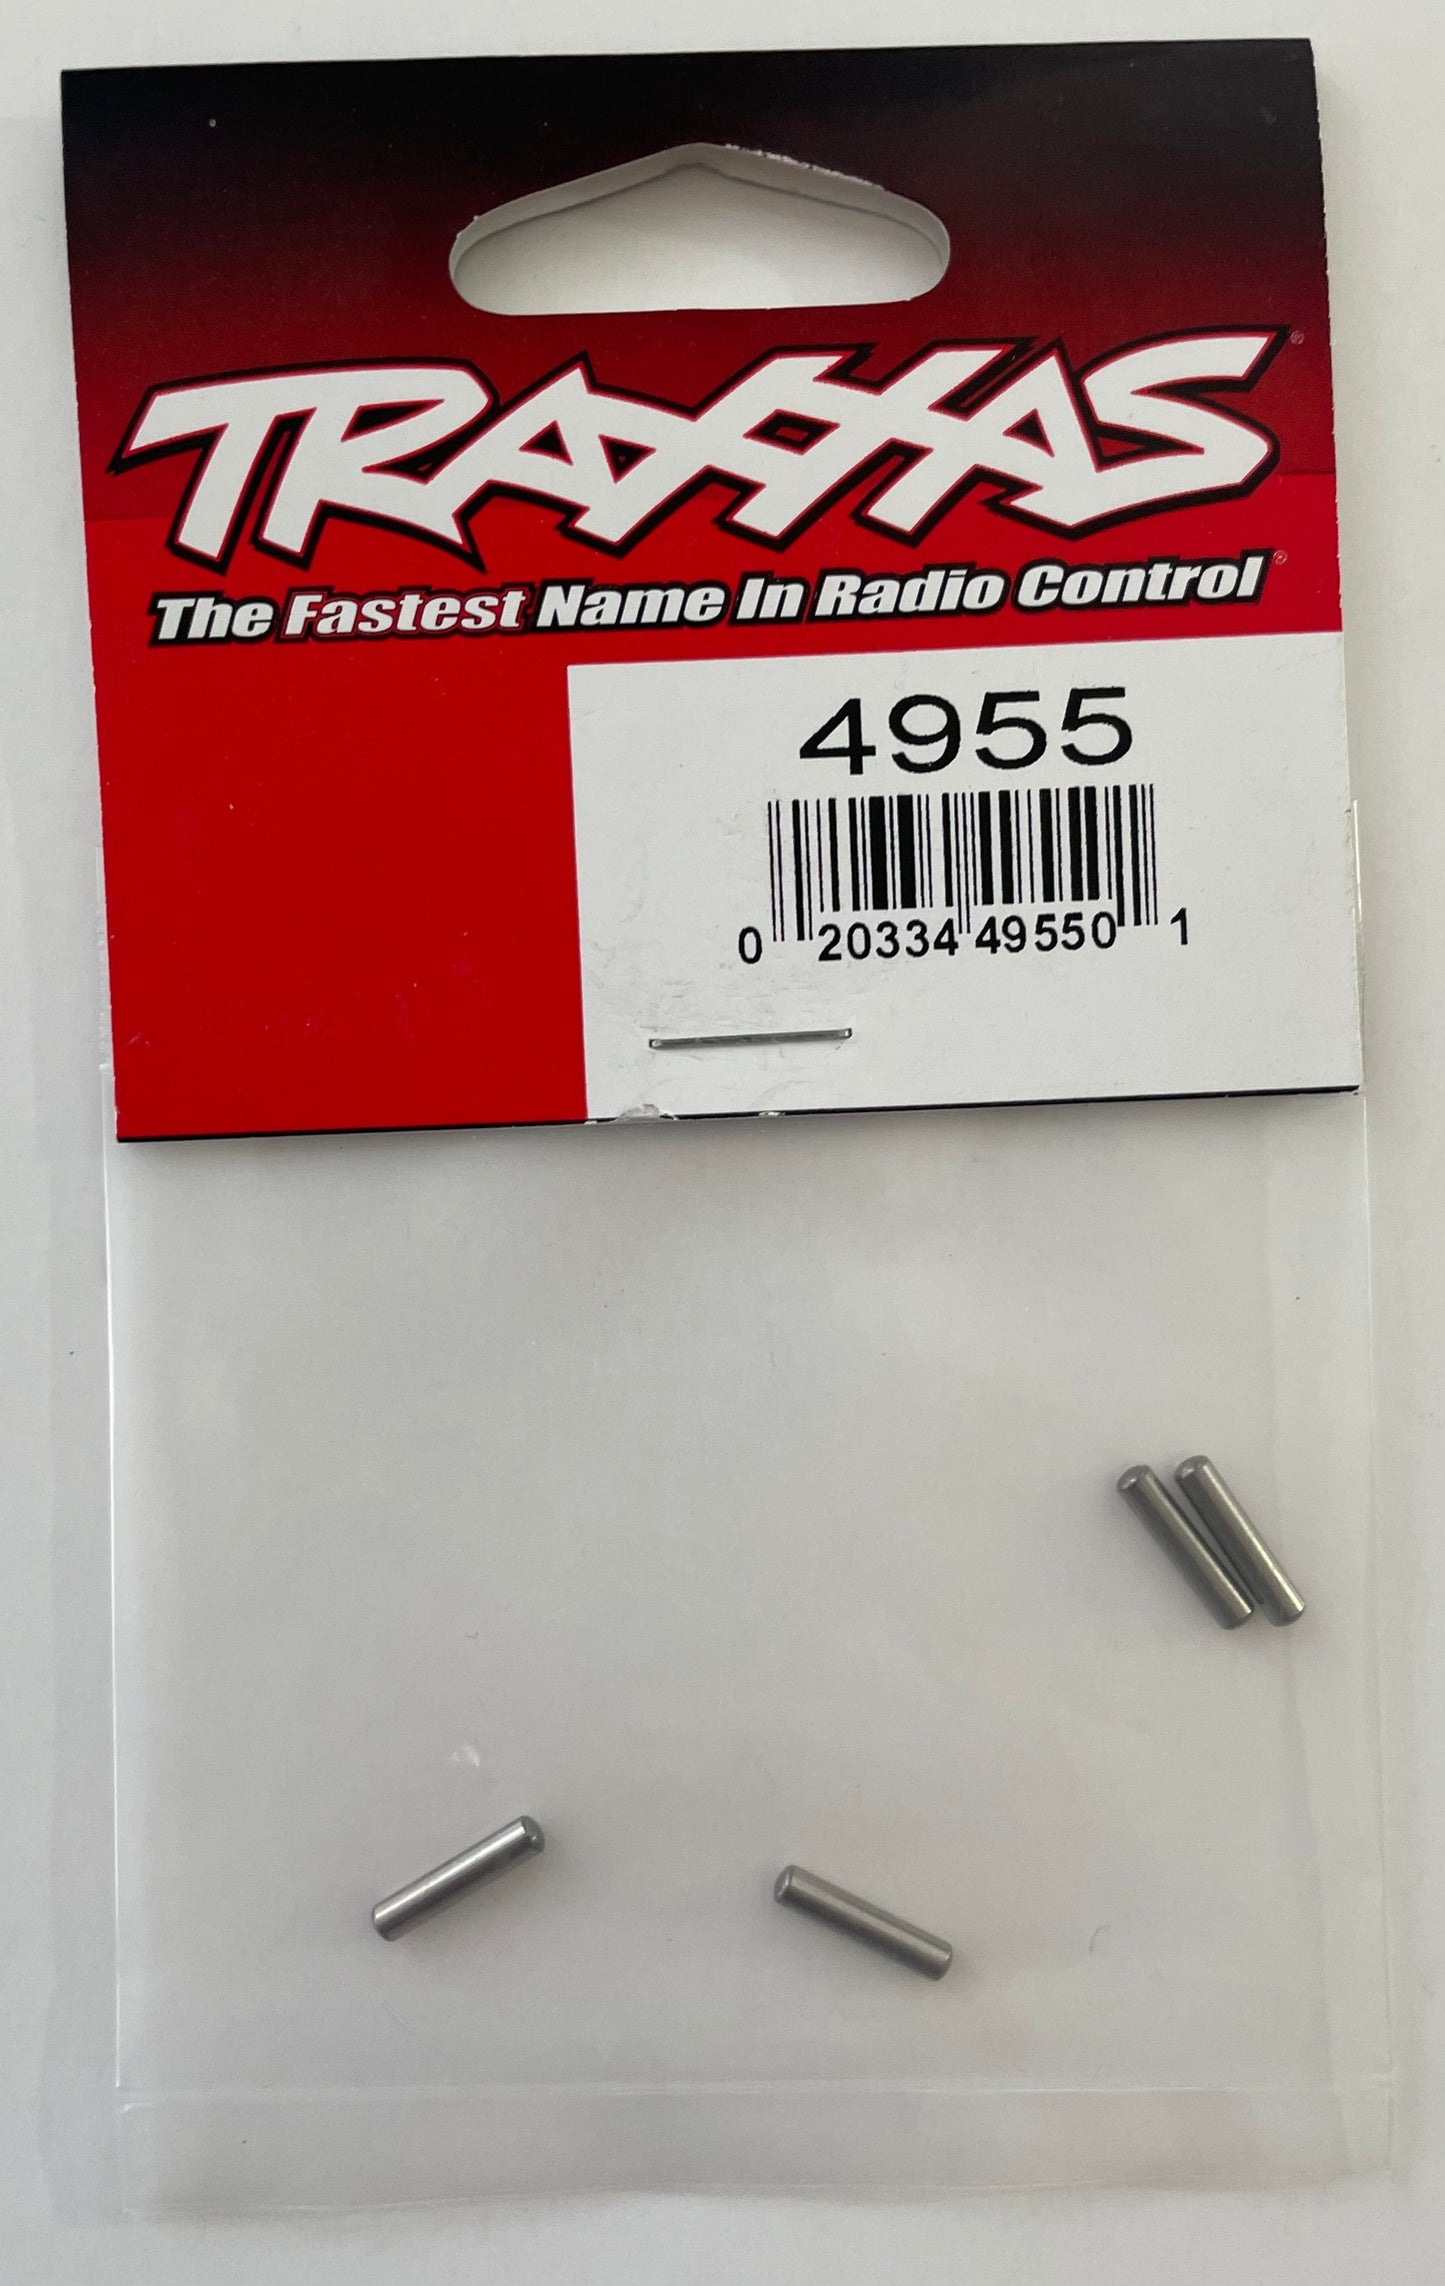 TRAXXAS®
The Fastest Name In Radio Control®
4955
0 20334 49550 1